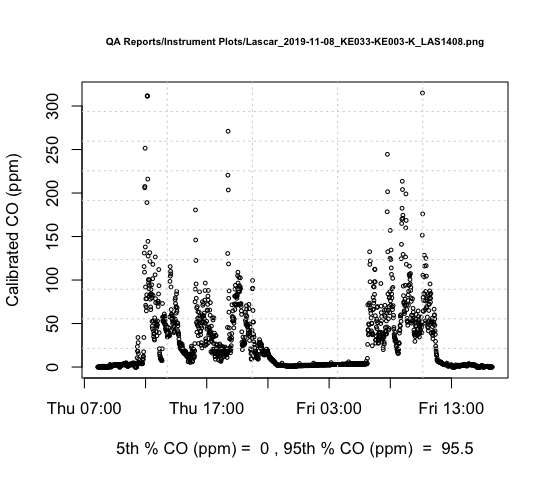 QA Reports/Instrument Plots/Lascar_2019-11-08_KE033-KE003-K_LAS1408.png
Calibrated CO (ppm)
300
250
200
150
100
50
0
Thu 07:00 Thu 17:00 Fri 03:00 Fri 13:00
5th % CO (ppm) = 0 , 95th % CO (ppm) = 95.5